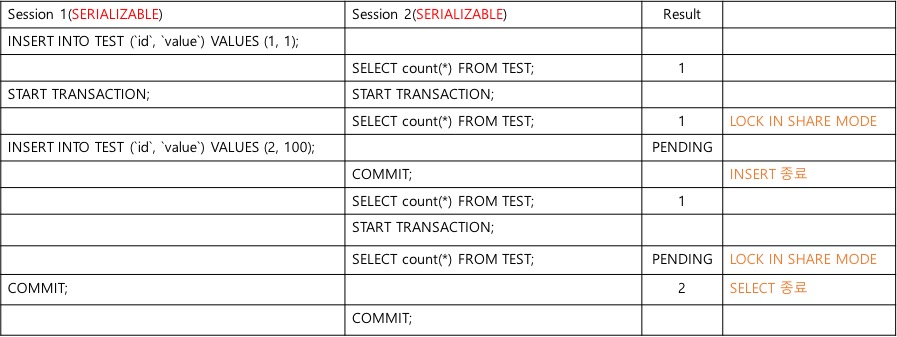 Session 1(SERIALIZABLE) Session 2(SERIALIZABLE) Result
INSERT INTO TEST (`id`, `value`) VALUES (1, 1);
SELECT count(*) FROM TEST; 1
START TRANSACTION; START TRANSACTION;
SELECT count(*) FROM TEST; 1 LOCK IN SHARE MODE
INSERT INTO TEST (`id`, `value`) VALUES (2, 100); PENDING
COMMIT; INSERT 종료
SELECT count(*) FROM TEST; 1
START TRANSACTION;
SELECT count(*) FROM TEST; PENDING LOCK IN SHARE MODE
COMMIT; 2 SELECT 종료
COMMIT;